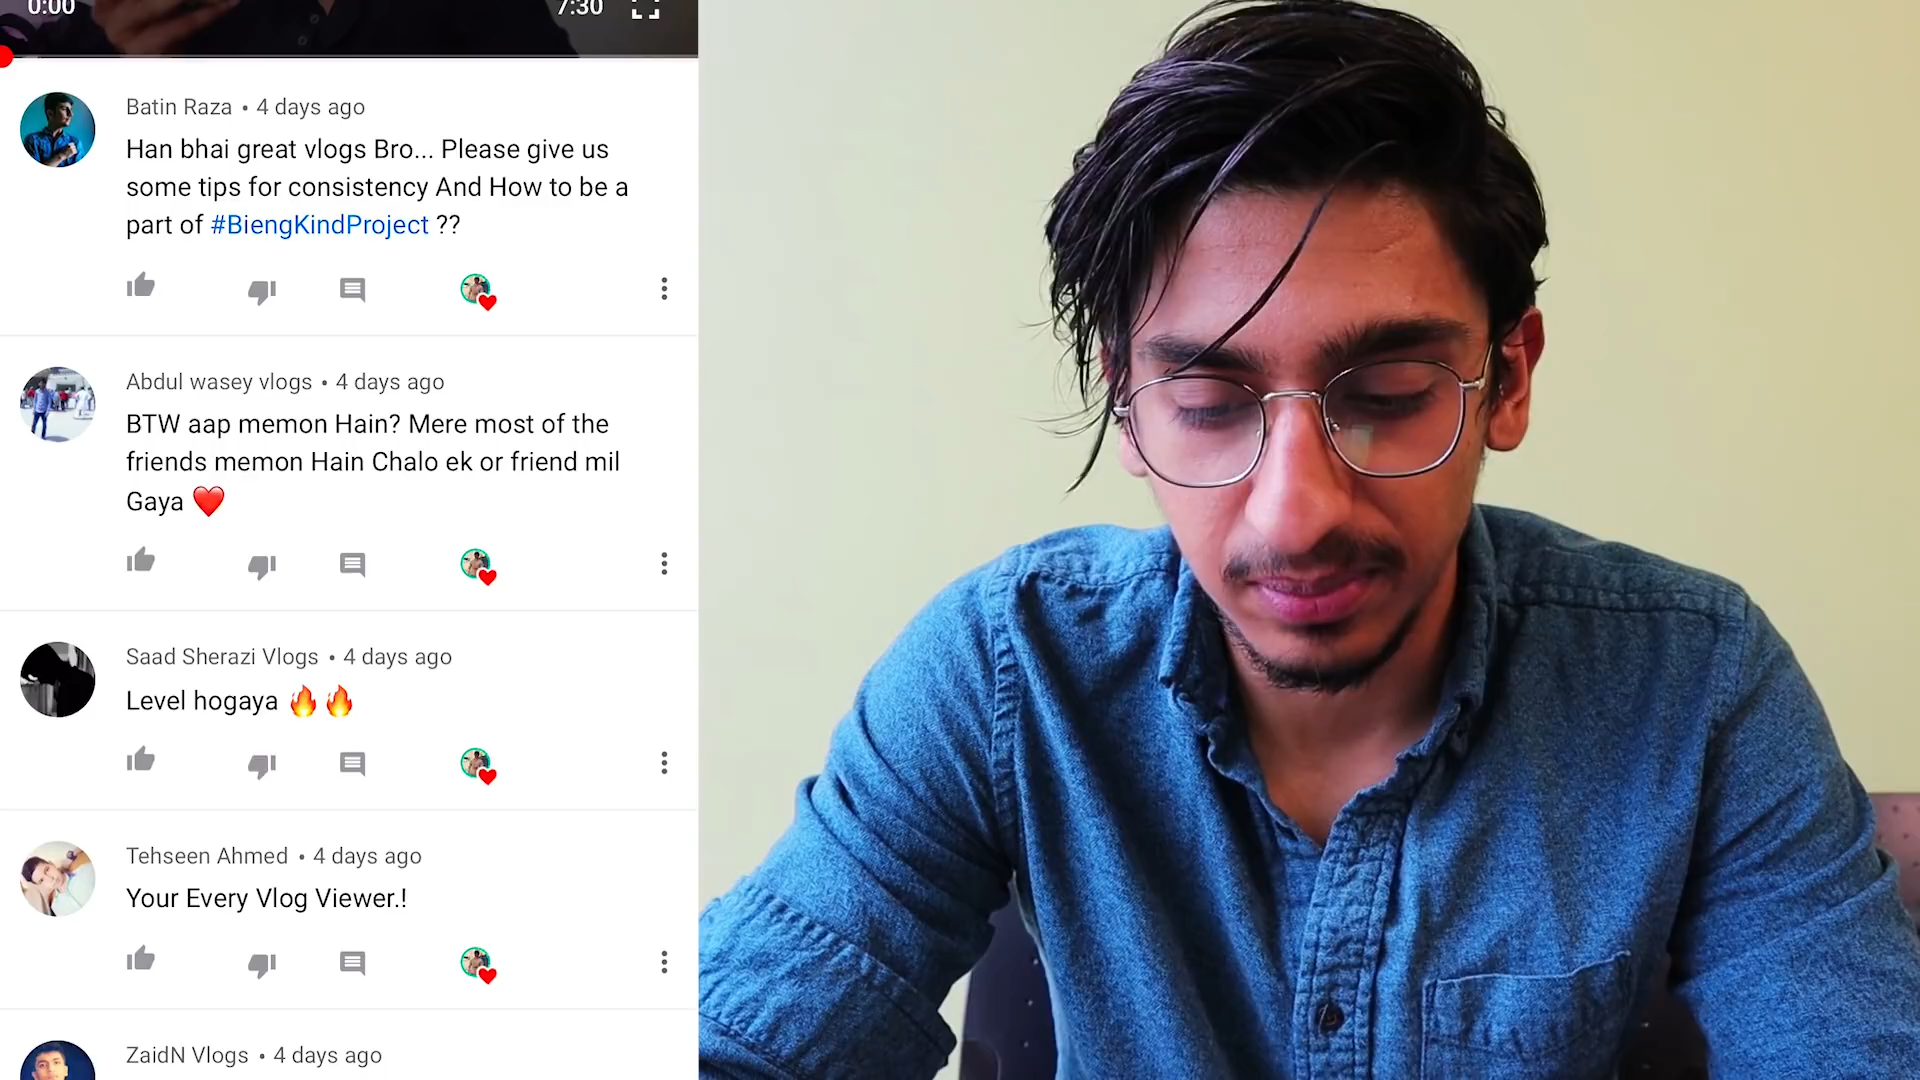 0:00
7:30
Batin Raza • 4 days ago
Han bhai great vlogs Bro... Please give us
some tips for consistency And How to be a
part of #BiengKindProject ??
Abdul wasey vlogs • 4 days ago
BTW aap memon Hain? Mere most of the
friends memon Hain Chalo ek or friend mil
Gaya ❤️
Saad Sherazi Vlogs • 4 days ago
Level hogaya 🔥🔥
Tehseen Ahmed • 4 days ago
Your Every Vlog Viewer.!
ZaidN Vlogs • 4 days ago